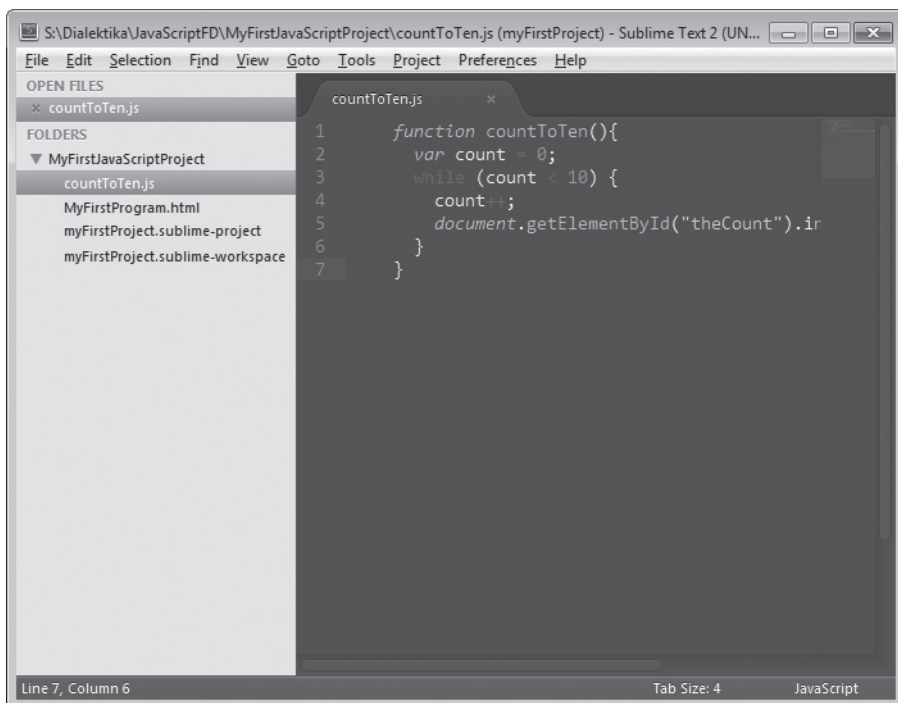 S:\Dialektika\JavaScriptFD\MyFirstJavaScriptProject\countToTen.js (myFirstProject) - Sublime Text 2 (UN...
File Edit Selection Find View Goto Tools Project Preferences Help
OPEN FILES
countToTen.js
FOLDERS
MyFirstJavaScriptProject
countToTen.js
MyFirstProgram.html
myFirstProject.sublime-project
myFirstProject.sublime-workspace
countToTen.js
1 function countToTen(){
2 var count = 0;
3 while (count < 10) {
4 count++;
5 document.getElementById("theCount").in
6 }
7 }
Line 7, Column 6
Tab Size: 4
JavaScript